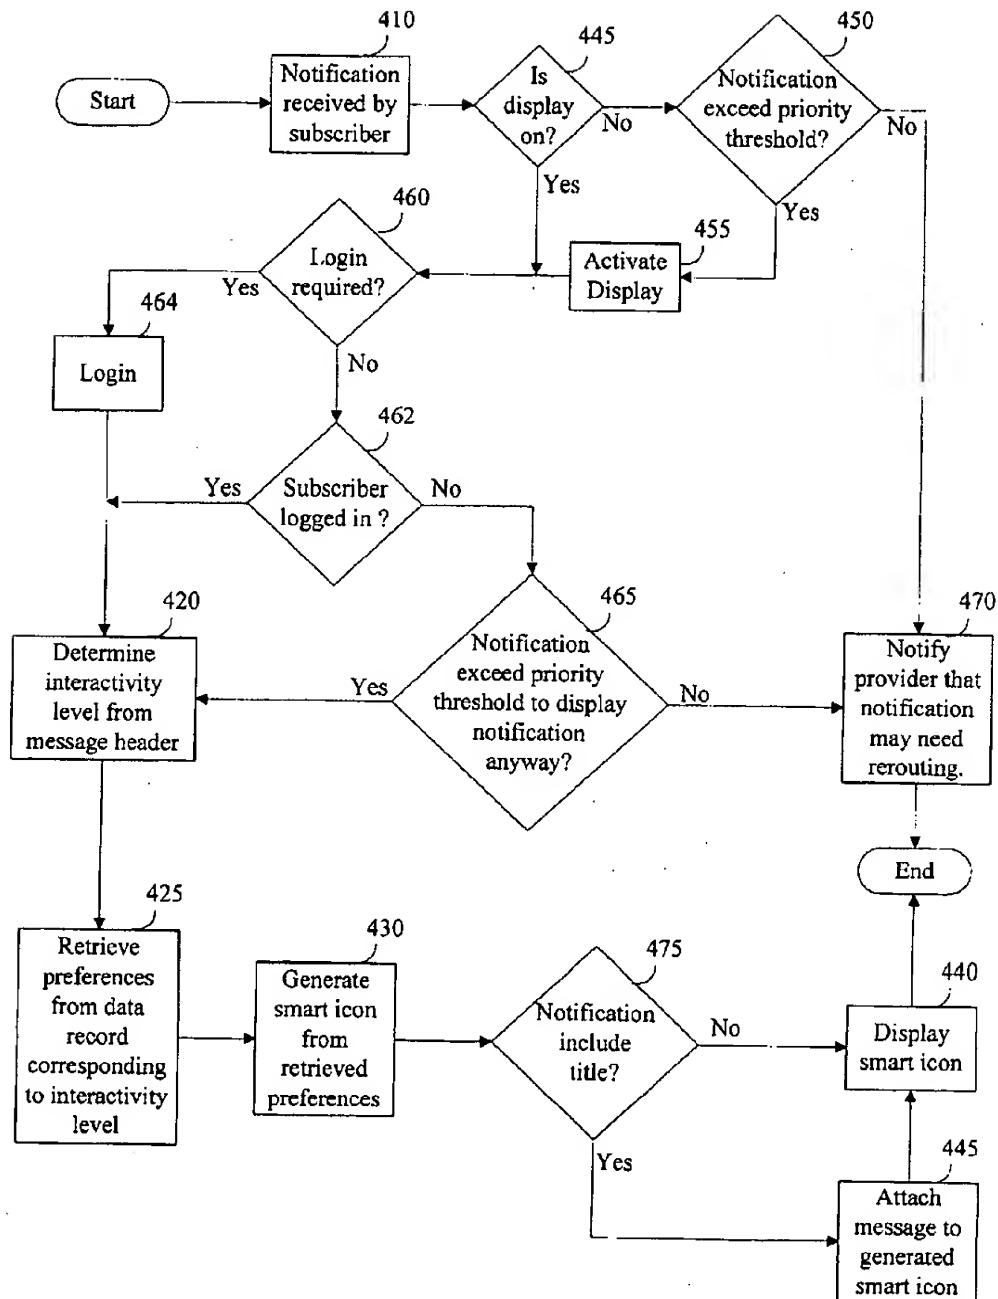 Start
410
Notification
received by
subscriber
445
Is
display
on?
No
Yes
450
Notification
exceed priority
threshold?
No
Yes
455
Activate
Display
460
Login
required?
Yes
No
464
Login
462
Subscriber
logged in ?
Yes
No
465
Notification
exceed priority
threshold to display
notification
anyway?
Yes
No
470
Notify
provider that
notification
may need
rerouting.
End
420
Determine
interactivity
level from
message header
425
Retrieve
preferences
from data
record
corresponding
to interactivity
level
430
Generate
smart icon
from
retrieved
preferences
475
Notification
include
title?
No
Yes
440
Display
smart icon
445
Attach
message to
generated
smart icon